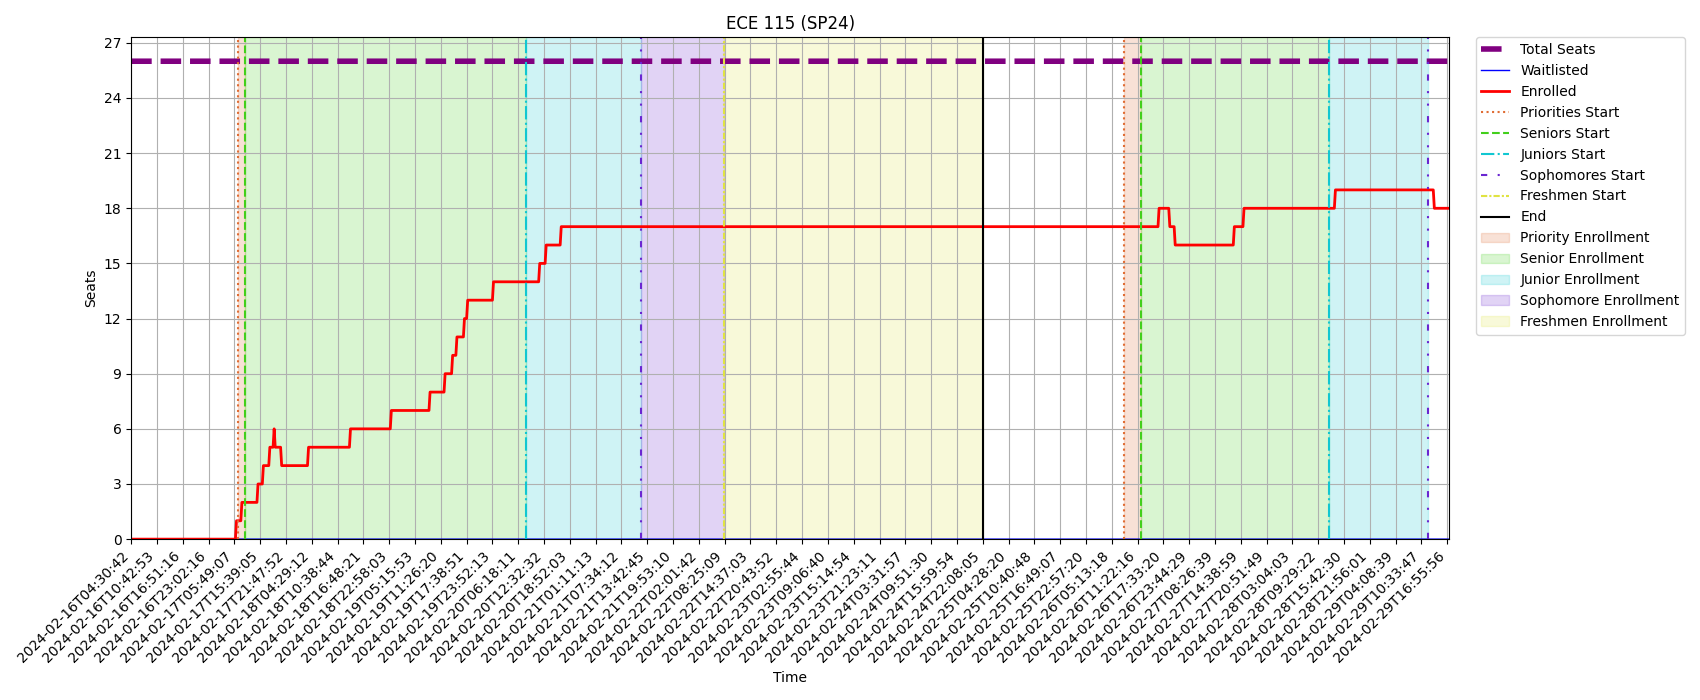 ECE 115 (SP24)
27
24
21
18
15
12
9
6
3
0
Seats
2024-02-16T04:30:42
2024-02-16T10:42:53
2024-02-16T16:51:16
2024-02-16T23:02:16
2024-02-17T05:49:07
2024-02-17T15:39:05
2024-02-17T21:47:52
2024-02-18T04:29:12
2024-02-18T10:38:44
2024-02-18T16:48:21
2024-02-18T22:58:03
2024-02-19T05:15:53
2024-02-19T11:26:20
2024-02-19T17:38:51
2024-02-19T23:52:13
2024-02-20T06:18:11
2024-02-20T12:32:32
2024-02-20T18:52:03
2024-02-21T01:11:13
2024-02-21T07:34:12
2024-02-21T13:42:45
2024-02-21T19:53:10
2024-02-22T02:01:42
2024-02-22T08:25:09
2024-02-22T14:37:03
2024-02-22T20:43:52
2024-02-23T02:55:44
2024-02-23T09:06:40
2024-02-23T15:14:54
2024-02-23T21:23:11
2024-02-24T03:31:57
2024-02-24T09:51:30
2024-02-24T15:59:54
2024-02-24T22:08:05
2024-02-25T04:28:20
2024-02-25T10:40:48
2024-02-25T16:49:07
2024-02-25T22:57:20
2024-02-26T05:13:18
2024-02-26T11:22:16
2024-02-26T17:33:20
2024-02-26T23:44:29
2024-02-27T08:26:39
2024-02-27T14:38:59
2024-02-27T20:51:49
2024-02-28T03:04:03
2024-02-28T09:29:22
2024-02-28T15:42:30
2024-02-28T21:56:01
2024-02-29T04:08:39
2024-02-29T10:33:47
2024-02-29T16:55:56
Time
Total Seats
Waitlisted
Enrolled
Priorities Start
Seniors Start
Juniors Start
Sophomores Start
Freshmen Start
End
Priority Enrollment
Senior Enrollment
Junior Enrollment
Sophomore Enrollment
Freshmen Enrollment